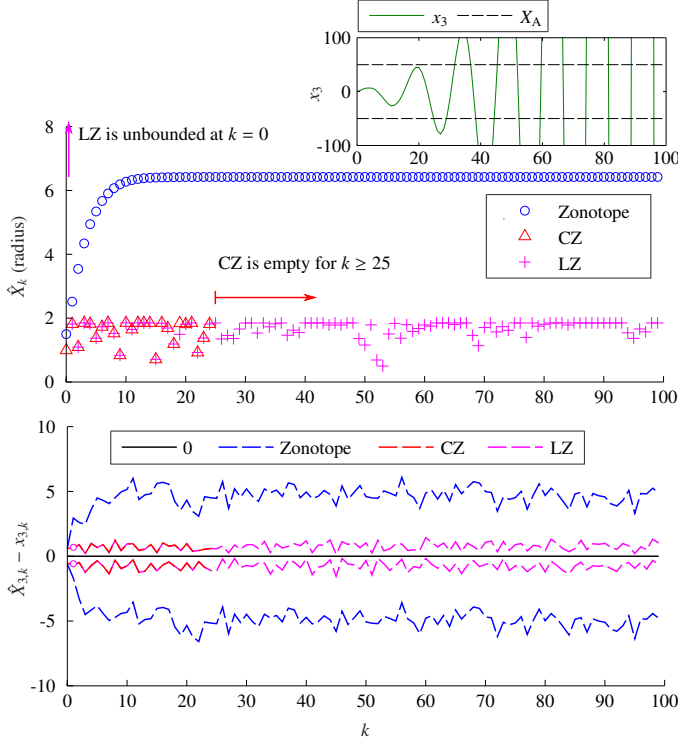 x₃ X_A
100
0
-100
x₃
0 20 40 60 80 100
8
6
4
2
0
X̂ₖ (radius)
LZ is unbounded at k = 0
Zonotope
CZ
LZ
CZ is empty for k ≥ 25
0 10 20 30 40 50 60 70 80 90 100
10
5
0
-5
-10
X̂₃,ₖ − x₃,ₖ
0 Zonotope CZ LZ
0 10 20 30 40 50 60 70 80 90 100
k